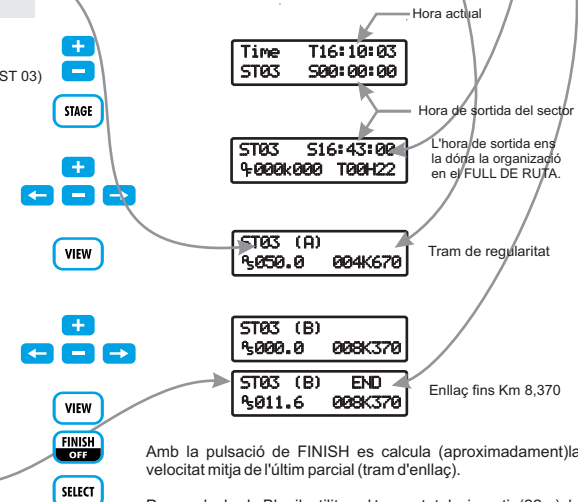 Hora actual
Time T16:10:03
ST03 S00:00:00
ST 03)
STAGE
Hora de sortida del sector
ST03 S16:43:00
000k000 T00H22
L'hora de sortida ens
la dóna la organizació
en el FULL DE RUTA.
VIEW
ST03 (A)
050.0 004K670
Tram de regularitat
ST03 (B)
000.0 008K370
ST03 (B) END
011.6 008K370
Enllaç fins Km 8,370
VIEW
FINISH
OFF
SELECT
Amb la pulsació de FINISH es calcula (aproximadament)la
velocitat mitja de l'últim parcial (tram d'enllaç).